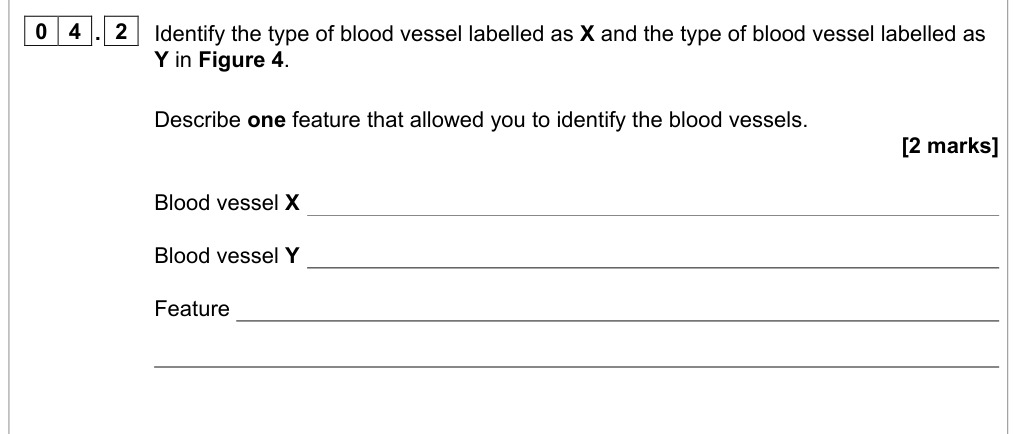 04.2 Identify the type of blood vessel labelled as X and the type of blood vessel labelled as
Y in Figure 4.
Describe one feature that allowed you to identify the blood vessels.
[2 marks]
Blood vessel X
Blood vessel Y
Feature